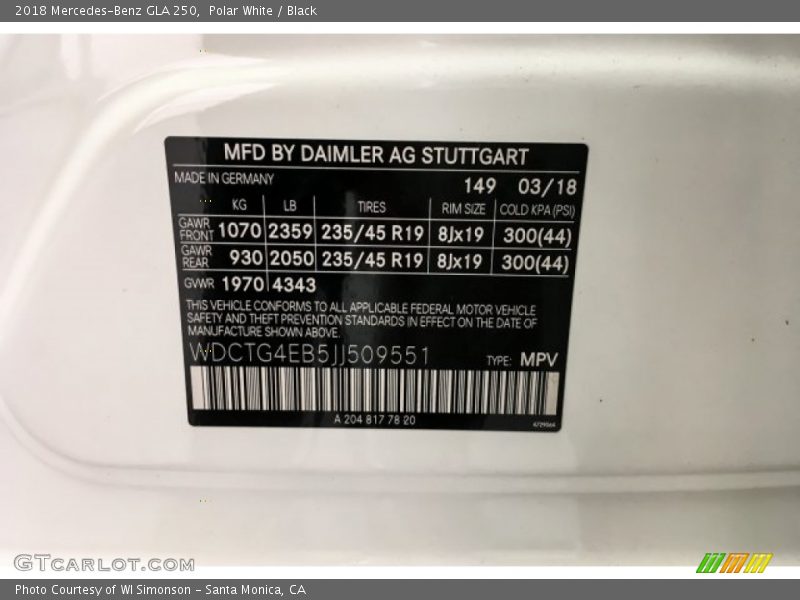 2018 Mercedes-Benz GLA 250,  Polar White / Black
MFD BY DAIMLER AG STUTTGART
MADE IN GERMANY 149 03/18
KG LB TIRES RIM SIZE COLD KPA (PSI)
GAWR FRONT 1070 2359 235/45 R19 8Jx19 300(44)
GAWR REAR 930 2050 235/45 R19 8Jx19 300(44)
GVWR 1970 4343
THIS VEHICLE CONFORMS TO ALL APPLICABLE FEDERAL MOTOR VEHICLE
SAFETY AND THEFT PREVENTION STANDARDS IN EFFECT ON THE DATE OF
MANUFACTURE SHOWN ABOVE.
WDCTG4EB5JJ509551 TYPE: MPV
A 204 817 78 20
GTCARLOT.COM
Photo Courtesy of WI Simonson - Santa Monica, CA